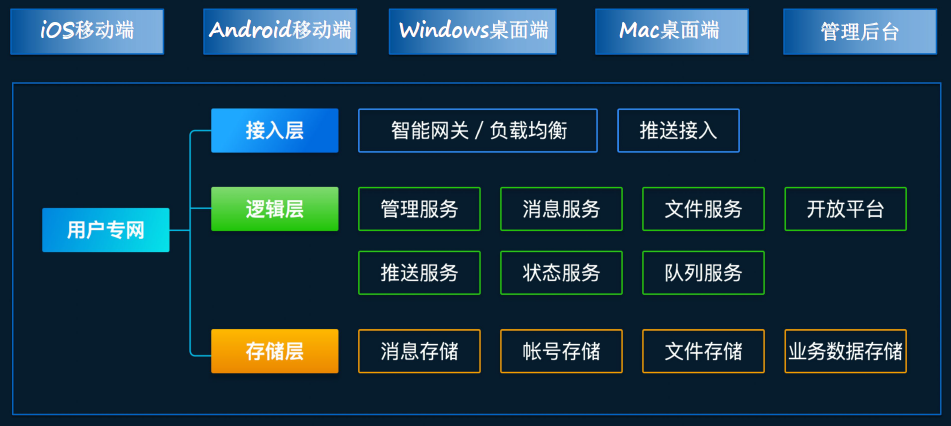 iOS移动端 Android移动端 Windows桌面端 Mac桌面端 管理后台
接入层 智能网关 / 负载均衡 推送接入
逻辑层 管理服务 消息服务 文件服务 开放平台
用户专网
推送服务 状态服务 队列服务
存储层 消息存储 帐号存储 文件存储 业务数据存储